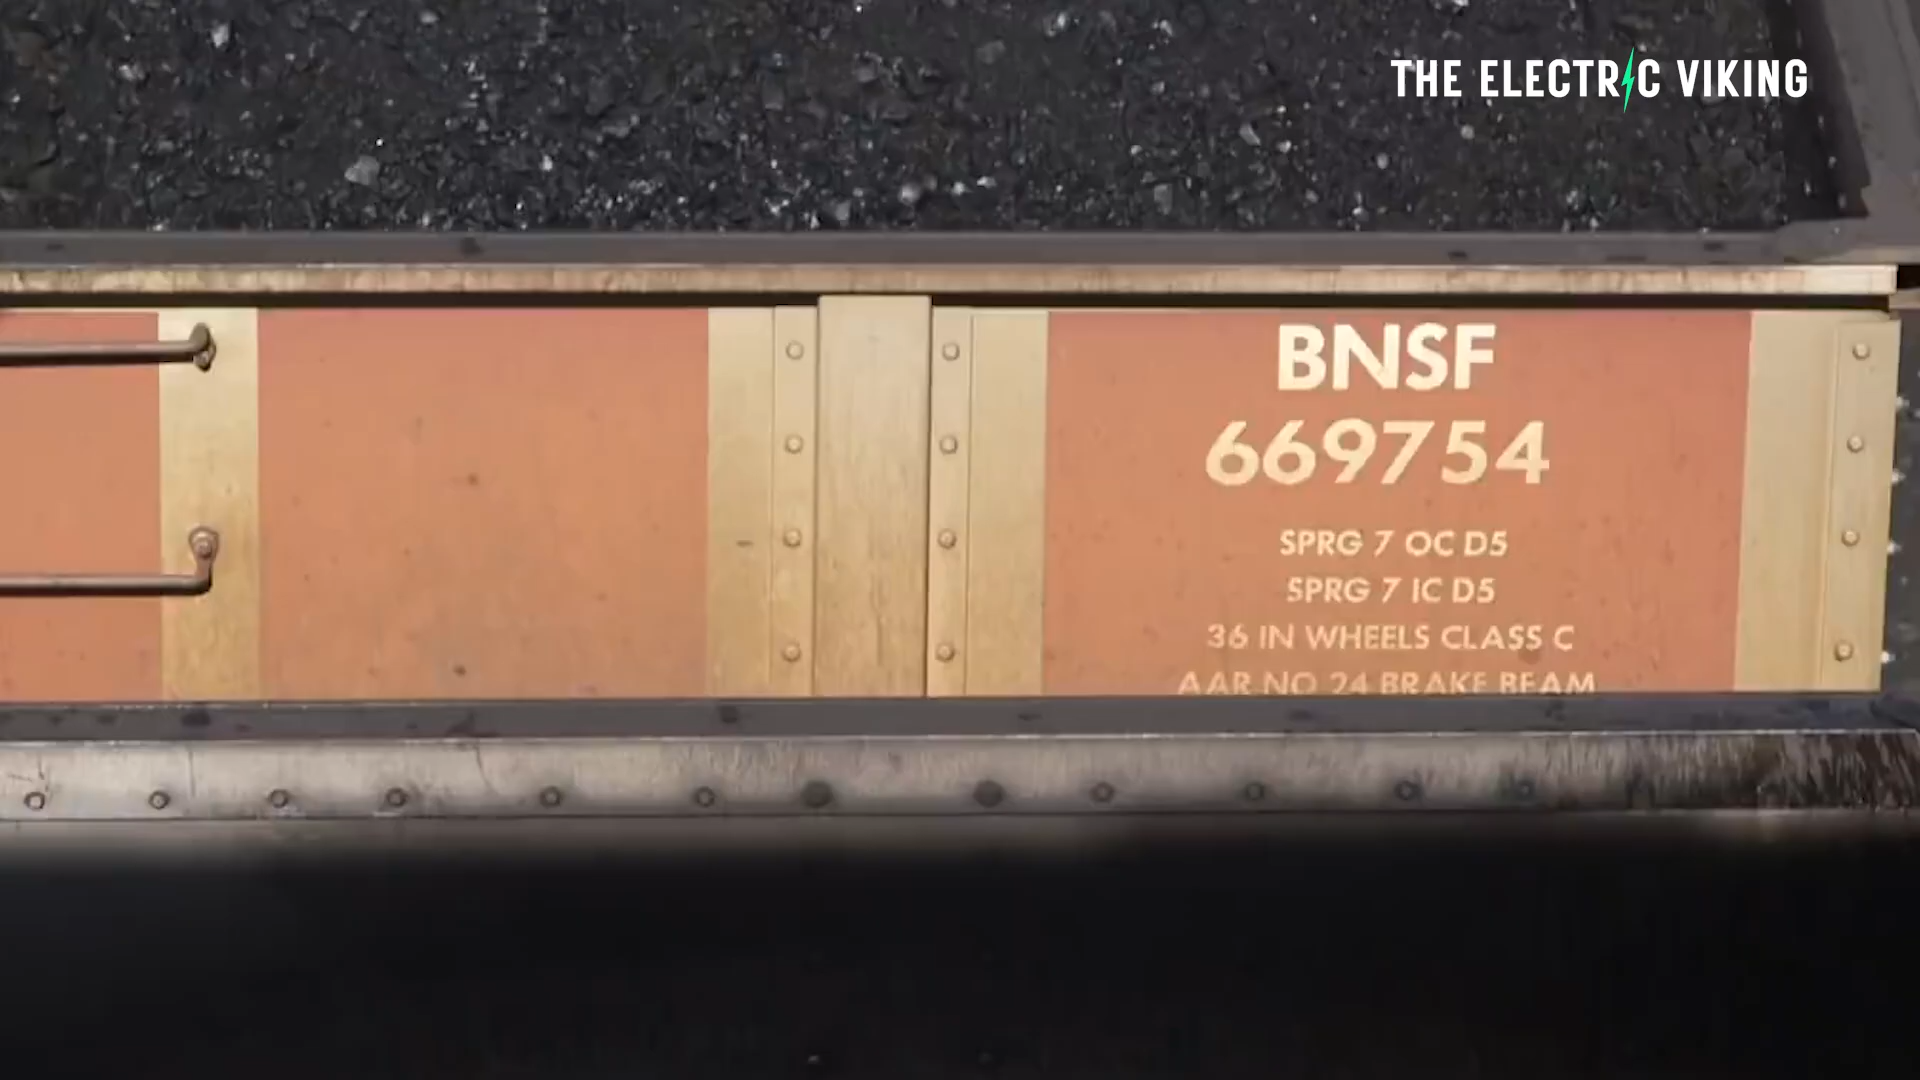 THE ELECTRIC VIKING
BNSF
669754
SPRG 7 OC D5
SPRG 7 IC D5
36 IN WHEELS CLASS C
AAR NO 24 BRAKE BEAM